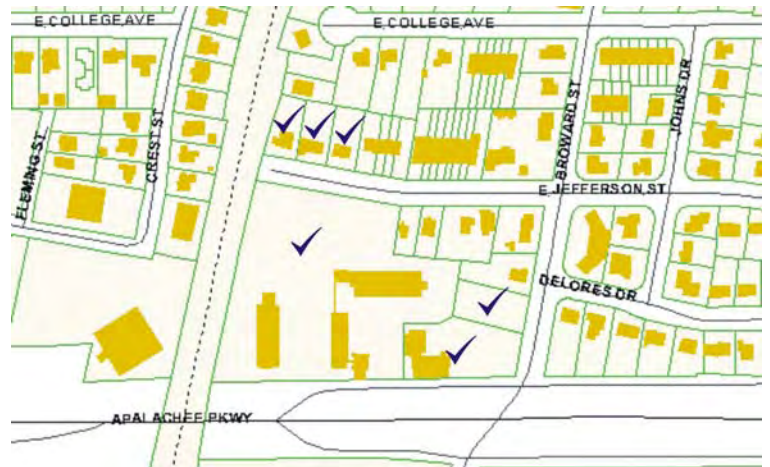 E COLLEGE AVE
E COLLEGE AVE
FLEMING ST
CREST ST
BROWARD ST
JOHNS DR
E JEFFERSON ST
DELORES DR
APALACHEE PKWY